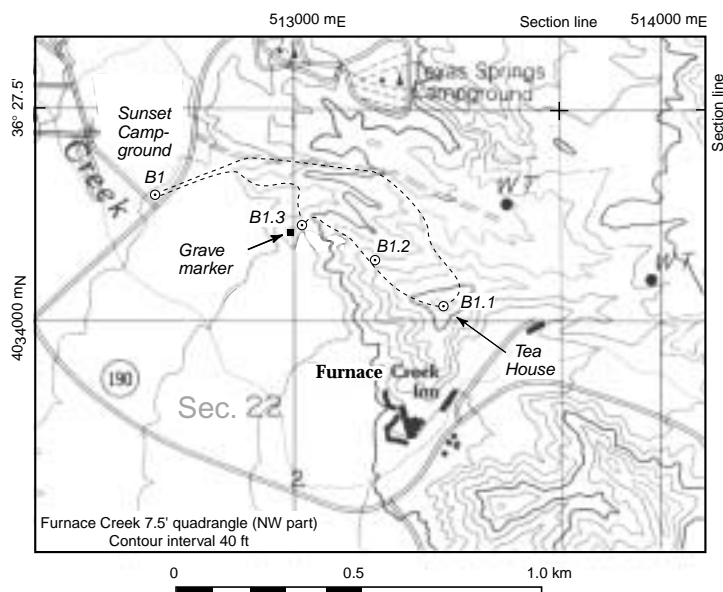 513000 mE
Section line
514000 mE
36° 27.5'
Section line
Texas Springs
Campground
Sunset
Camp-
ground
Creek
B1
WT
B1.3
Grave
marker
B1.2
WT
B1.1
4034000 mN
Tea
House
190
Furnace Creek
Inn
Sec. 22
2
Furnace Creek 7.5' quadrangle (NW part)
Contour interval 40 ft
0
0.5
1.0 km